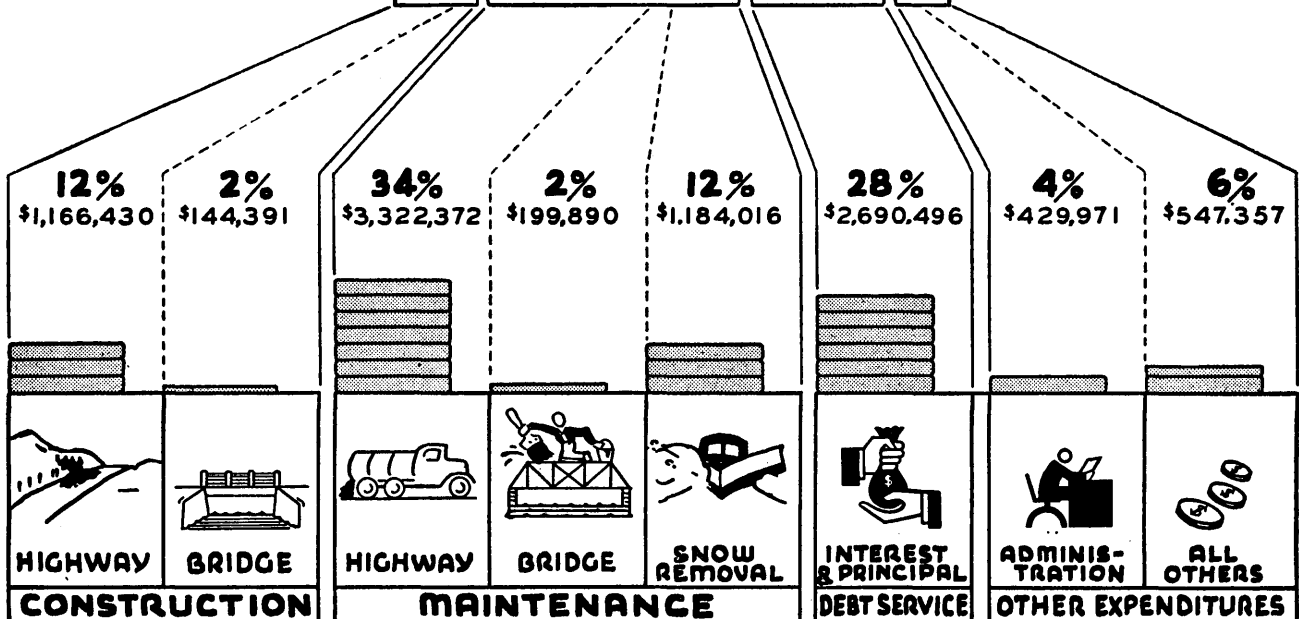 12% 2% 34% 2% 12% 28% 4% 6%
$1,166,430 $144,391 $3,322,372 $199,890 $1.184,016 $2,690.496 $429,971 $547.357
HIGHWAY
BRIDGE
HIGHWAY
BRIDGE
SNOW
REMOVAL
INTEREST
& PRINCIPAL
ADMINIS-
TRATION
ALL
OTHERS
CONSTRUCTION MAINTENANCE DEBT SERVICE OTHER EXPENDITURES